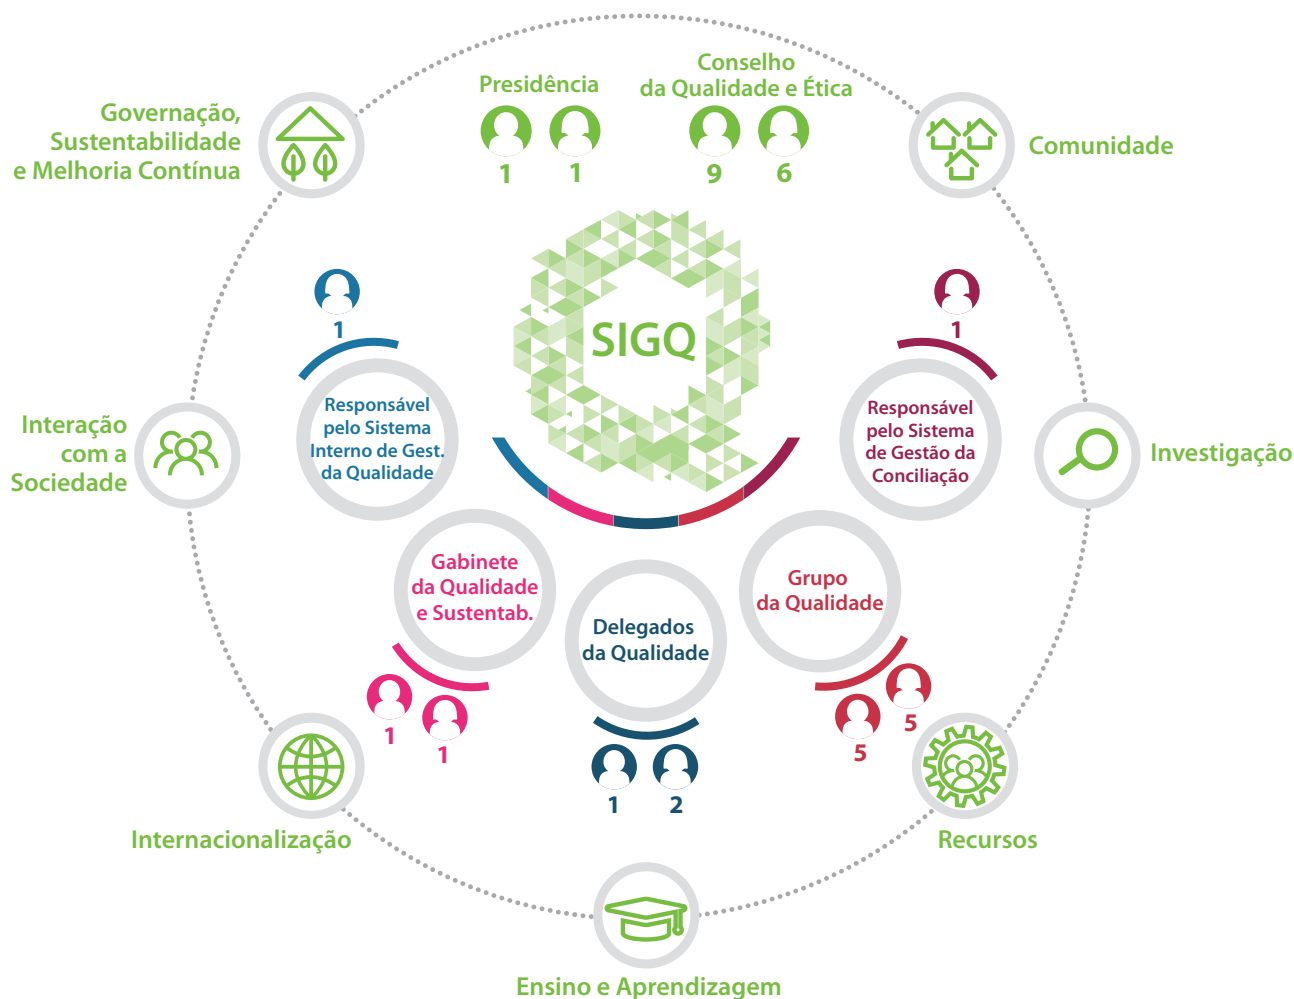 Presidência
1
1
Conselho
da Qualidade e Ética
9
6
Governação,
Sustentabilidade
e Melhoria Contínua
Comunidade
SIGQ
1
Responsável
pelo Sistema
Interno de Gest.
da Qualidade
1
Responsável
pelo Sistema
de Gestão da
Conciliação
Interação
com a
Sociedade
Investigação
Gabinete
da Qualidade
e Sustentab.
1
1
Delegados
da Qualidade
1
2
Grupo
da Qualidade
5
5
Internacionalização
Recursos
Ensino e Aprendizagem